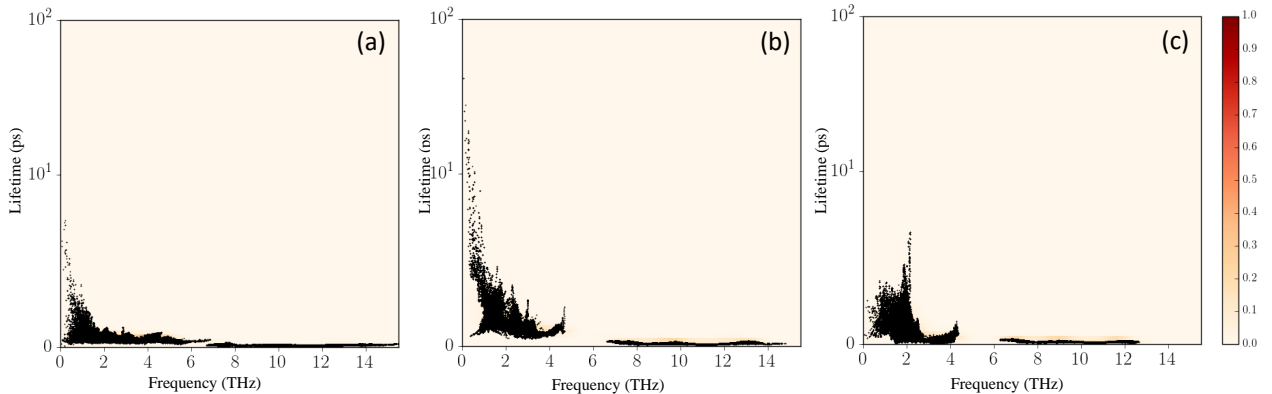 (a)
10^2
10^1
0
Lifetime (ps)
0 2 4 6 8 10 12 14
Frequency (THz)
(b)
10^2
10^1
0
Lifetime (ps)
0 2 4 6 8 10 12 14
Frequency (THz)
(c)
10^2
10^1
0
Lifetime (ps)
0 2 4 6 8 10 12 14
Frequency (THz)
1.0
0.9
0.8
0.7
0.6
0.5
0.4
0.3
0.2
0.1
0.0